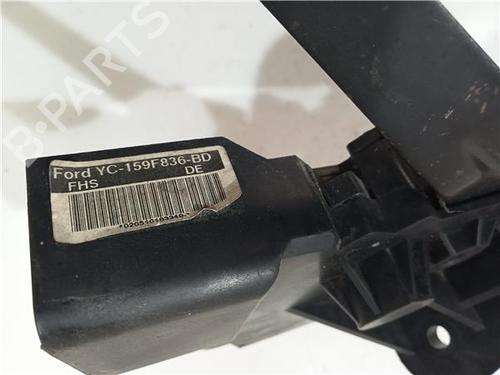 B-PARTS
Ford YC-159F836-BD
FHS
DE